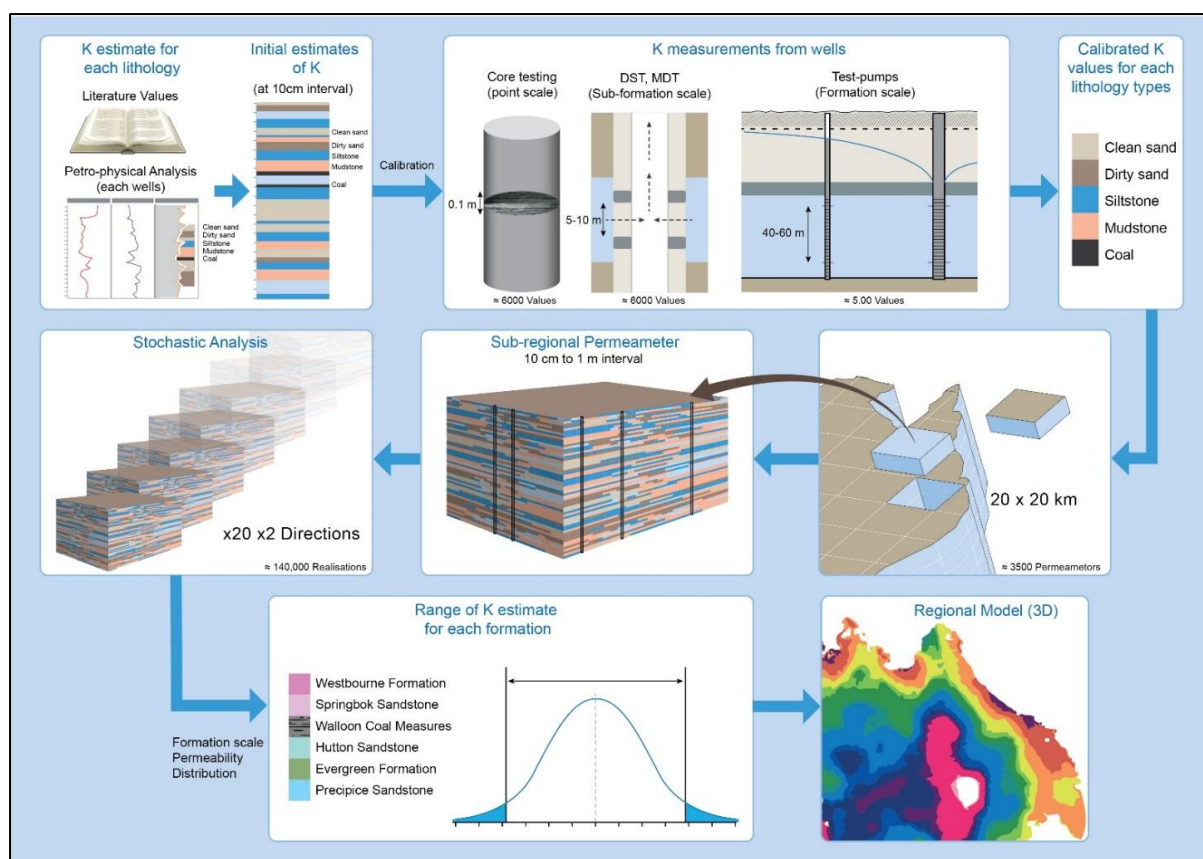 K estimate for
each lithology
Literature Values
Petro-physical Analysis
(each wells)
Clean sand
Dirty sand
Siltstone
Mudstone
Coal
Initial estimates
of K
(at 10cm interval)
Clean sand
Dirty sand
Siltstone
Mudstone
Coal
Calibration
K measurements from wells
Core testing
(point scale)
0.1 m
≈ 6000 Values
DST, MDT
(Sub-formation scale)
5-10 m
≈ 6000 Values
Test-pumps
(Formation scale)
40-60 m
≈ 5.00 Values
Calibrated K
values for each
lithology types
Clean sand
Dirty sand
Siltstone
Mudstone
Coal
Stochastic Analysis
x20 x2 Directions
≈ 140,000 Realisations
Sub-regional Permeameter
10 cm to 1 m interval
20 x 20 km
≈ 3500 Permeametors
Formation scale
Permeability
Distribution
Range of K estimate
for each formation
Westbourne Formation
Springbok Sandstone
Walloon Coal Measures
Hutton Sandstone
Evergreen Formation
Precipice Sandstone
Regional Model (3D)